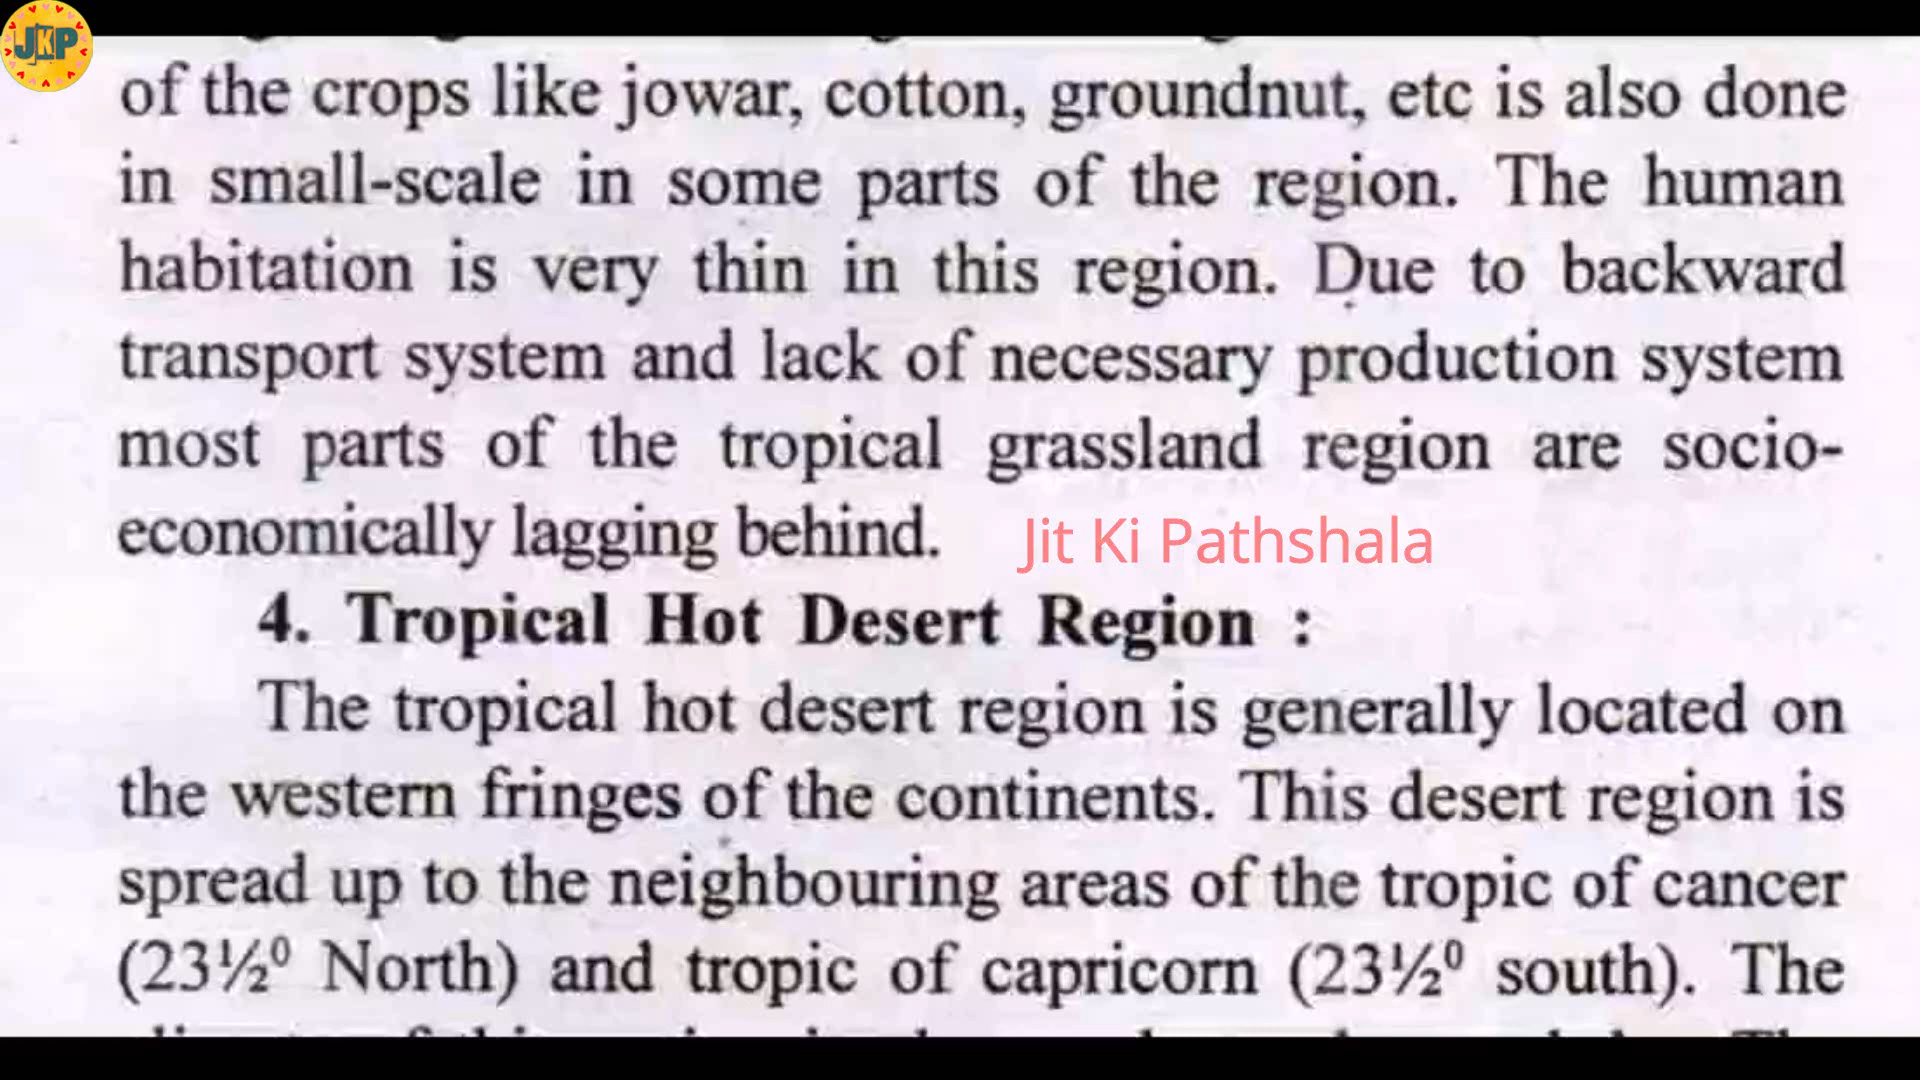 JKP
of the crops like jowar, cotton, groundnut, etc is also done
in small-scale in some parts of the region. The human
habitation is very thin in this region. Due to backward
transport system and lack of necessary production system
most parts of the tropical grassland region are socio-
economically lagging behind.
Jit Ki Pathshala
4. Tropical Hot Desert Region :
The tropical hot desert region is generally located on
the western fringes of the continents. This desert region is
spread up to the neighbouring areas of the tropic of cancer
(23½⁰ North) and tropic of capricorn (23½⁰ south). The